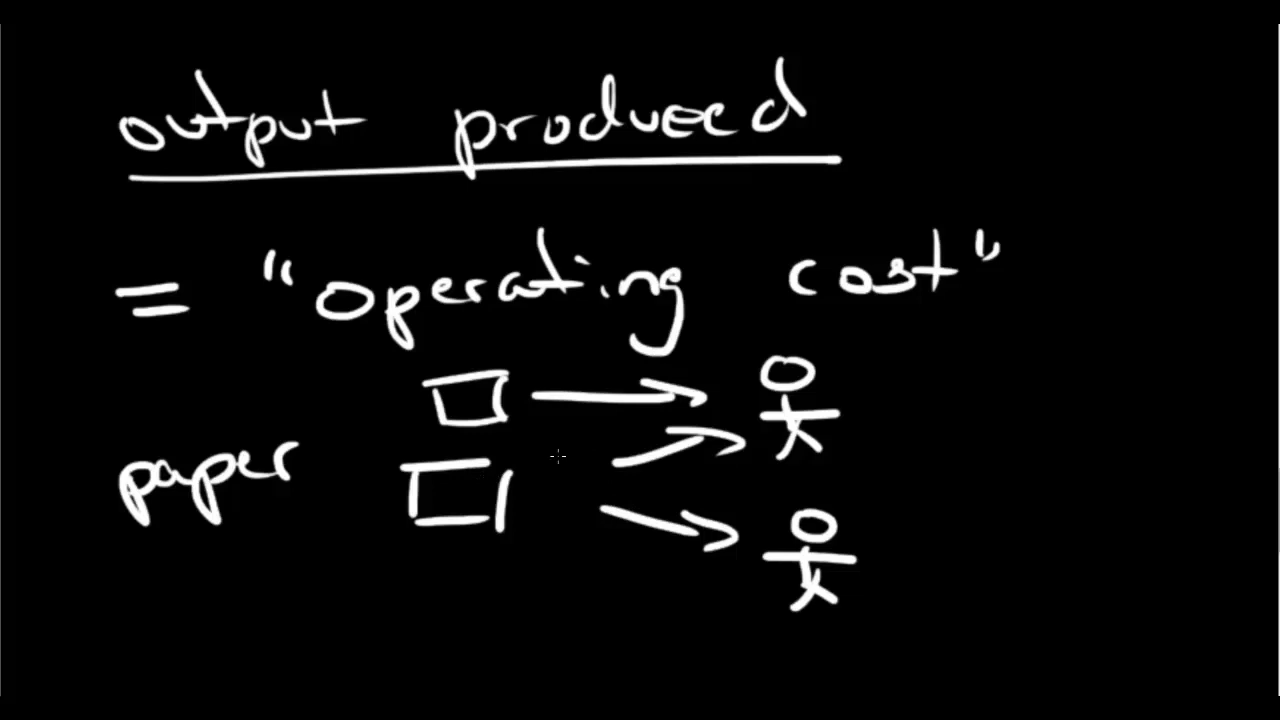 output produced
= "operating cost"
paper